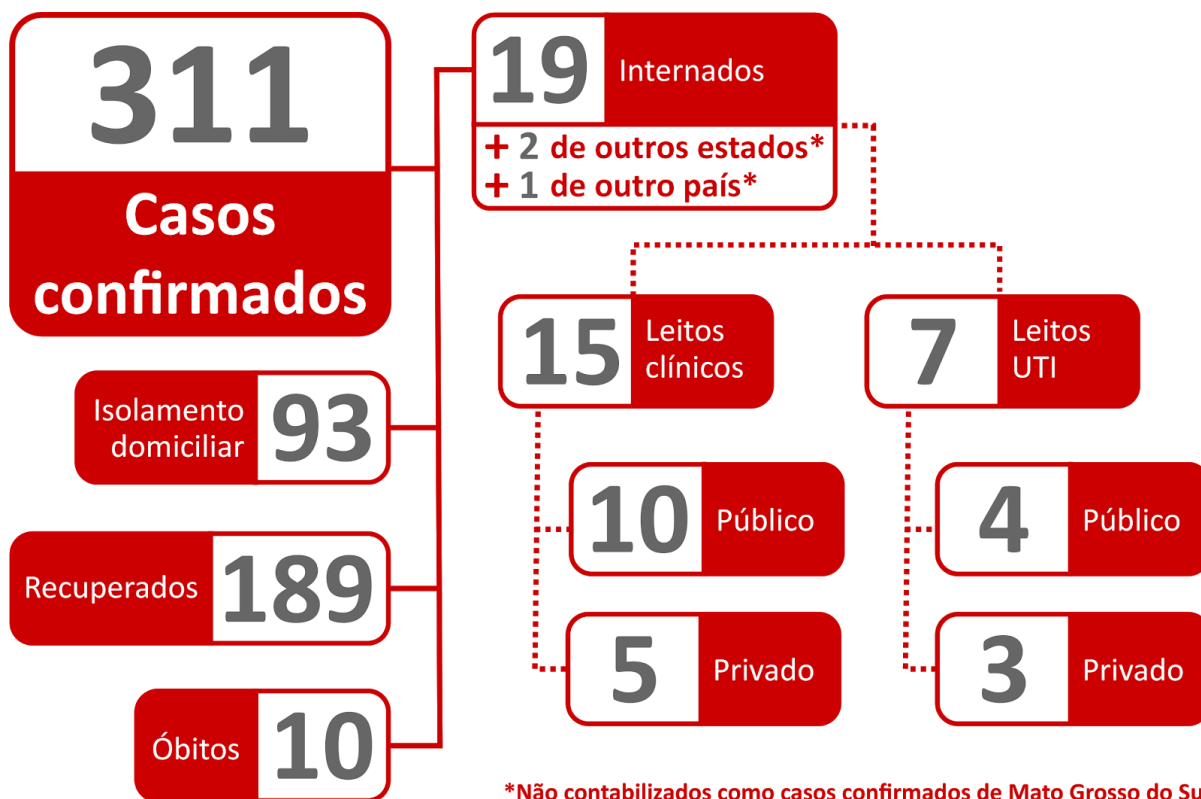 311
Casos
confirmados
19 Internados
+ 2 de outros estados*
+ 1 de outro país*
15 Leitos
clínicos
7 Leitos
UTI
Isolamento
domiciliar 93
10 Público
4 Público
Recuperados 189
5 Privado
3 Privado
Óbitos 10
*Não contabilizados como casos confirmados de Mato Grosso do Su